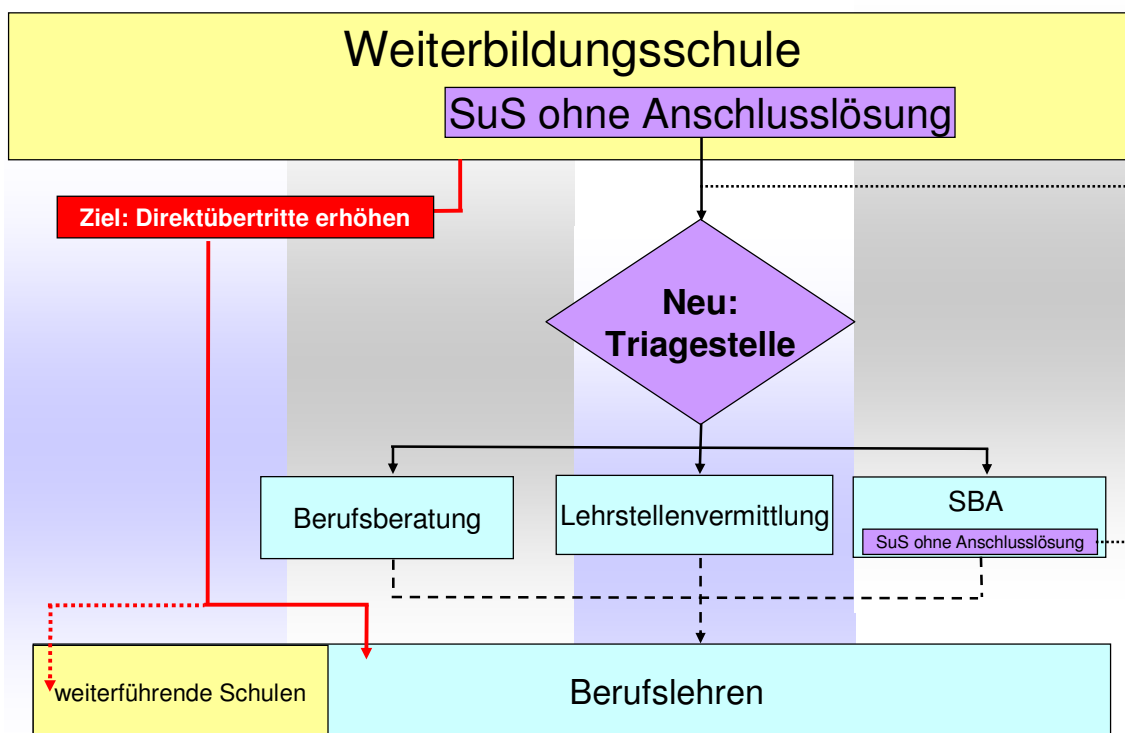 Weiterbildungsschule
SuS ohne Anschlusslösung
Ziel: Direktübertritte erhöhen
Neu:
Triagestelle
Berufsberatung
Lehrstellenvermittlung
SBA
SuS ohne Anschlusslösung
weiterführende Schulen
Berufslehren